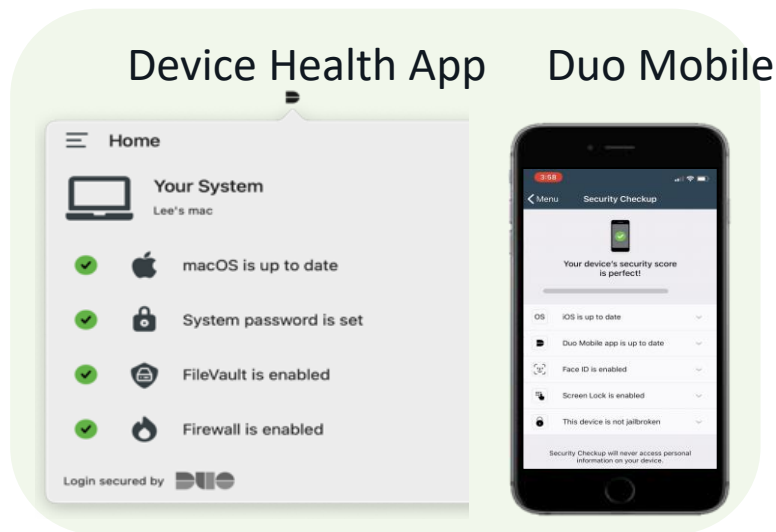 Device Health App
Duo Mobile
Home
Your System
Lee's mac
macOS is up to date
System password is set
FileVault is enabled
Firewall is enabled
Login secured by DUO
3:58
Menu
Security Checkup
Your device's security score
is perfect!
OS
iOS is up to date
Duo Mobile app is up to date
Face ID is enabled
Screen Lock is enabled
This device is not jailbroken
Security Checkup will never access personal
information on your device.